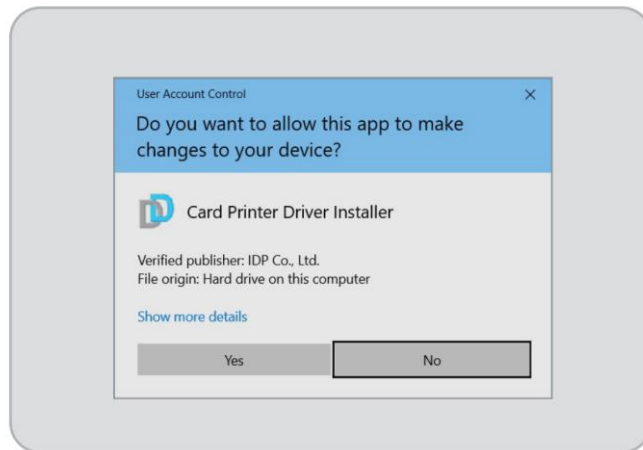 User Account Control
Do you want to allow this app to make
changes to your device?
Card Printer Driver Installer
Verified publisher: IDP Co., Ltd.
File origin: Hard drive on this computer
Show more details
Yes
No